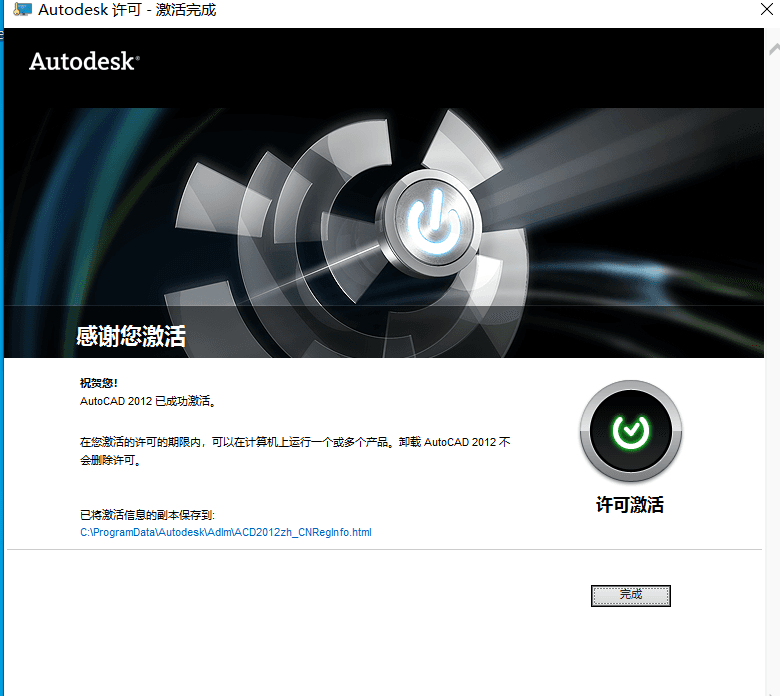 Autodesk 许可 - 激活完成
Autodesk®
感谢您激活
祝贺您！
AutoCAD 2012 已成功激活。
在您激活的许可的期限内，可以在计算机上运行一个或多个产品。卸载 AutoCAD 2012 不
会删除许可。
许可激活
已将激活信息的副本保存到:
C:\ProgramData\Autodesk\Adlm\ACD2012zh_CNRegInfo.html
完成